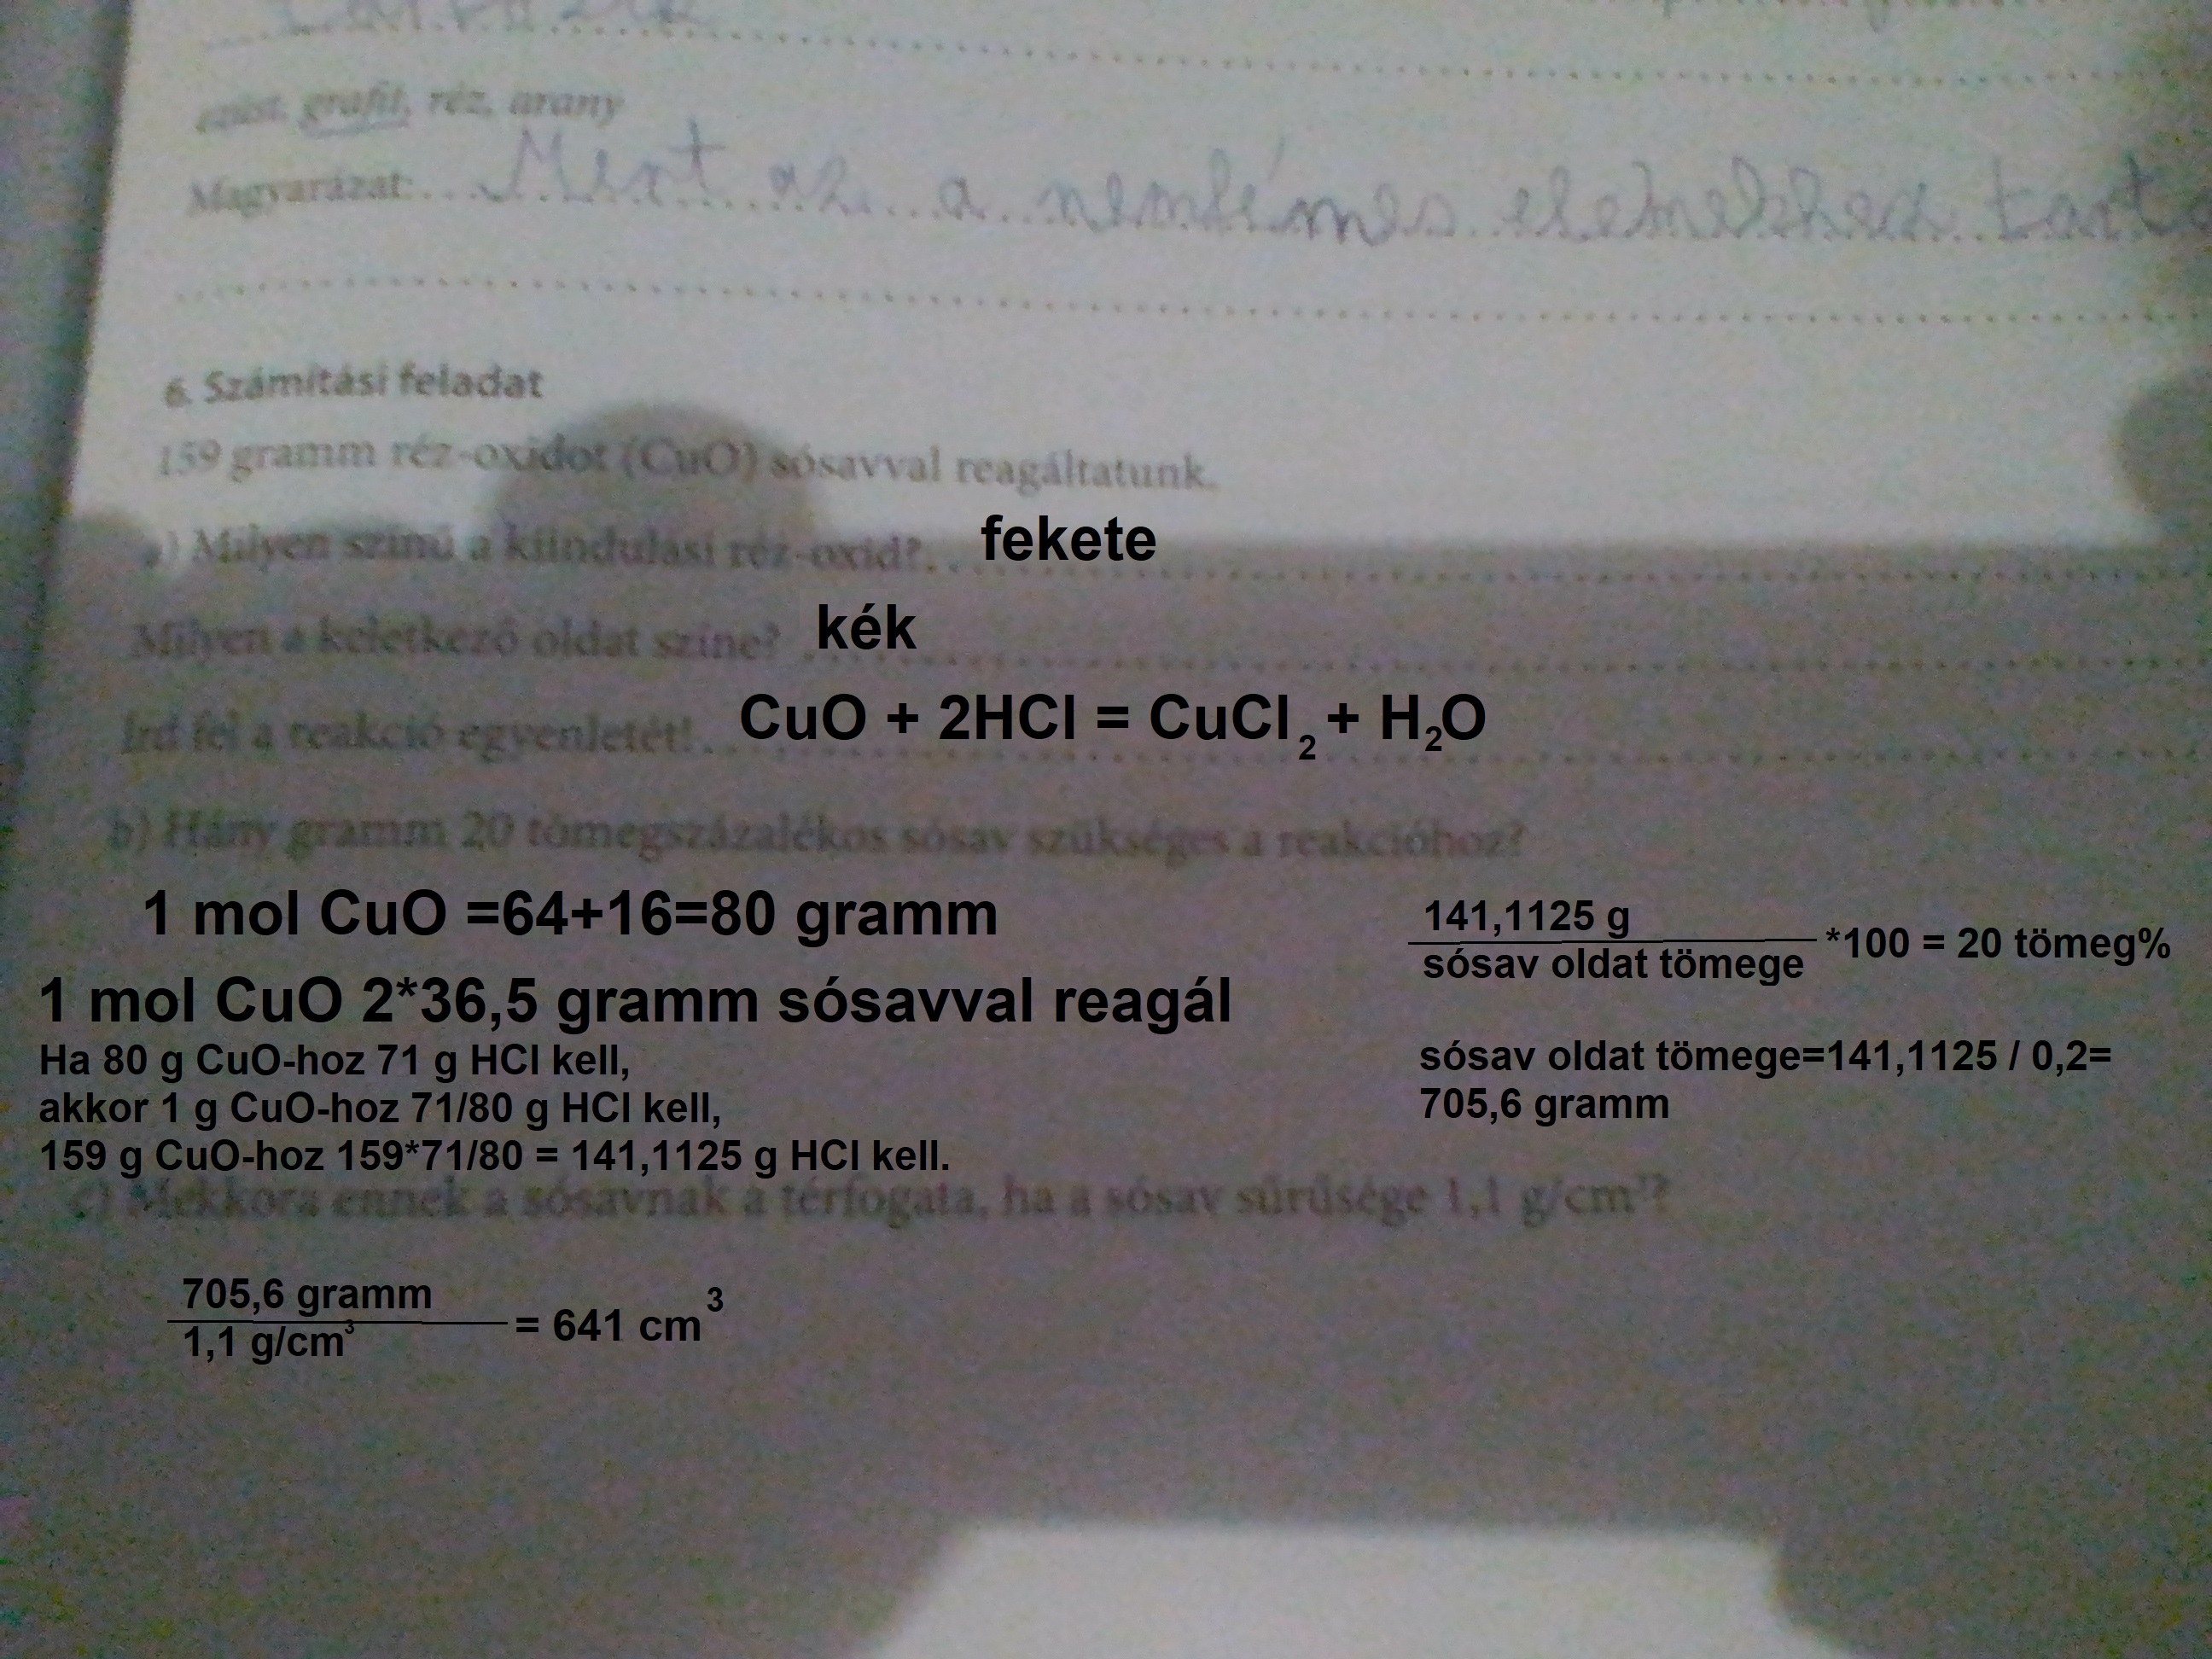 ezüst, grafit, réz, arany
Magyarázat: Mert az a nemfémes elemekhez tart
6. Számítási feladat
159 gramm réz-oxidot (CuO) sósavval reagáltatunk.
a) Milyen színű a kiindulási réz-oxid? fekete
Milyen a keletkező oldat színe? kék
Írd fel a reakció egyenletét! CuO + 2HCl = CuCl₂ + H₂O
b) Hány gramm 20 tömegszázalékos sósav szükséges a reakcióhoz?
1 mol CuO =64+16=80 gramm
1 mol CuO 2*36,5 gramm sósavval reagál
Ha 80 g CuO-hoz 71 g HCl kell,
akkor 1 g CuO-hoz 71/80 g HCl kell,
159 g CuO-hoz 159*71/80 = 141,1125 g HCl kell.
141,1125 g
sósav oldat tömege *100 = 20 tömeg%
sósav oldat tömege=141,1125 / 0,2=
705,6 gramm
c) Mekkora ennek a sósavnak a térfogata, ha a sósav sűrűsége 1,1 g/cm³?
705,6 gramm
1,1 g/cm³ = 641 cm³